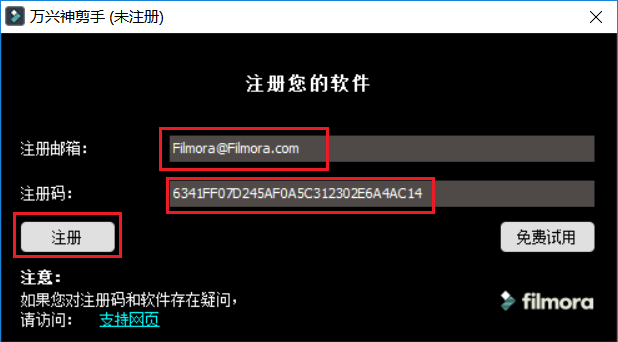 万兴神剪手 (未注册)
注册您的软件
注册邮箱: Filmora@Filmora.com
注册码: 6341FF07D245AF0A5C312302E6A4AC14
注册 免费试用
注意:
如果您对注册码和软件存在疑问,
请访问: 支持网页
filmora